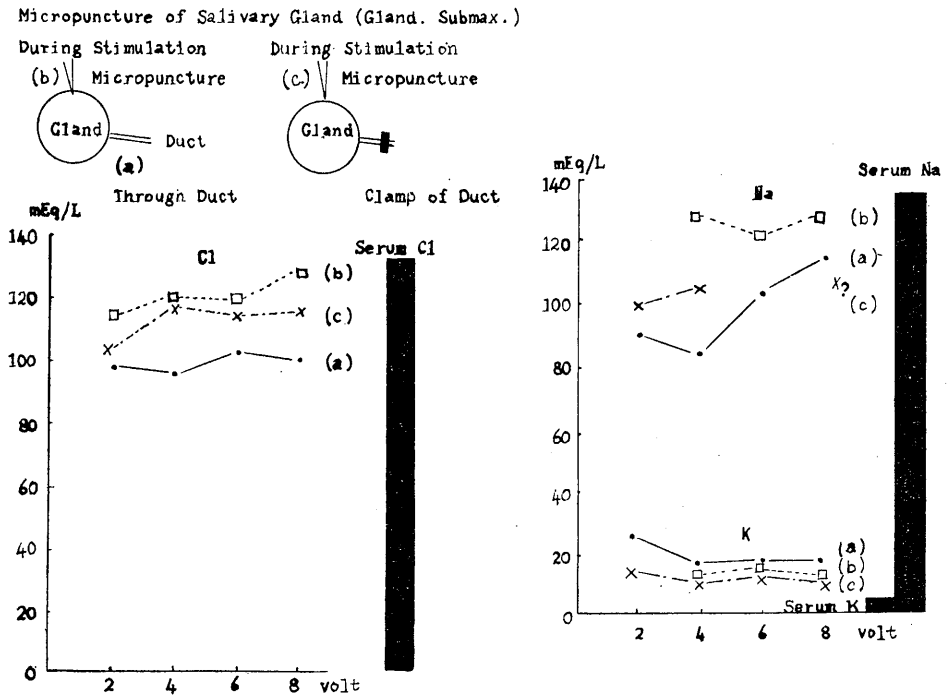 Micropuncture of Salivary Gland (Gland. Submax.)
During Stimulation
(b) Micropuncture
Gland
Duct
(a)
Through Duct
During Stimulation
(c) Micropuncture
Gland
Clamp of Duct
mEq/L
140
120
100
80
60
40
20
0
2 4 6 8 volt
Cl
(b)
(c)
(a)
Serum Cl
mEq/L
140
120
100
80
60
40
20
0
2 4 6 8 volt
Na
(b)
(a)
X?
(c)
K
(a)
(b)
(c)
Serum K
Serum Na